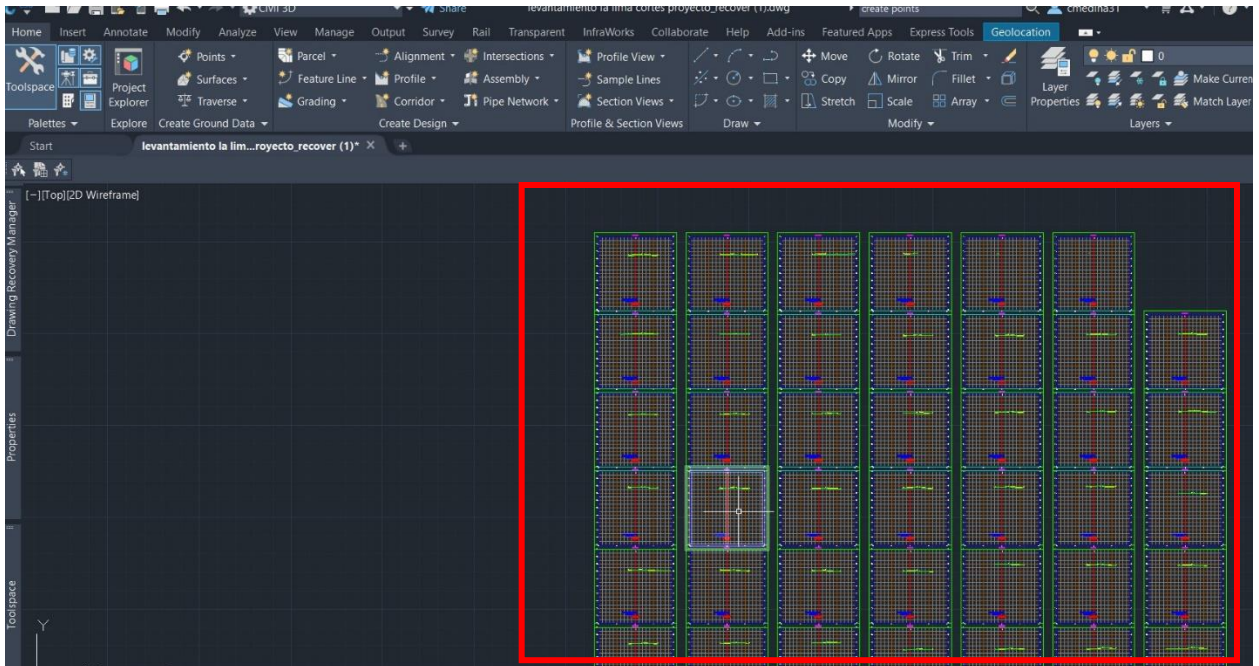 CIVIL 3D
Share
levantamiento la lima cortes proyecto_recover (1).dwg
create points
cmedina31
Home Insert Annotate Modify Analyze View Manage Output Survey Rail Transparent InfraWorks Collaborate Help Add-ins Featured Apps Express Tools Geolocation
Points Parcel Alignment Intersections Profile View Move Rotate Trim 0
Toolspace Project Explorer Surfaces Feature Line Profile Assembly Sample Lines Copy Mirror Fillet Layer Properties Make Curren
Traverse Grading Corridor Pipe Network Section Views Stretch Scale Array Match Layer
Palettes Explore Create Ground Data Create Design Profile & Section Views Draw Modify Layers
Start levantamiento la lim...royecto_recover (1)*
[−][Top][2D Wireframe]
Drawing Recovery Manager
Properties
Toolspace
Y